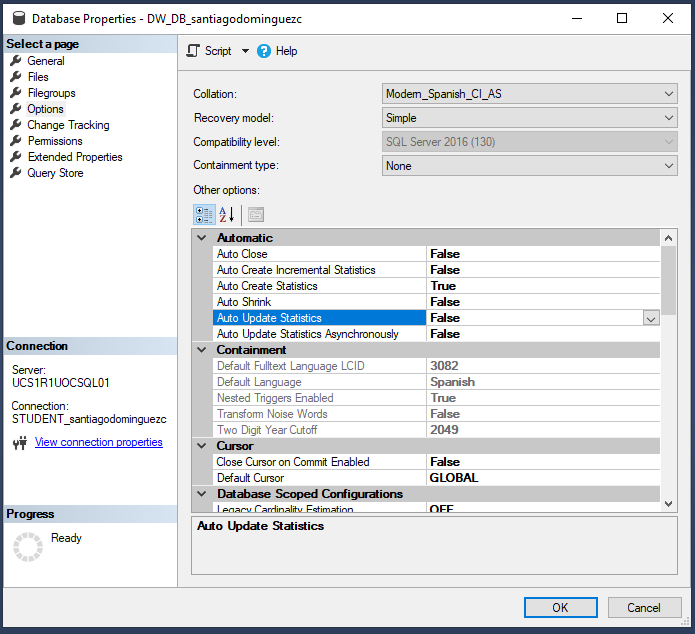 Database Properties - DW_DB_santiagodominguezc
Select a page
General
Files
Filegroups
Options
Change Tracking
Permissions
Extended Properties
Query Store
Connection
Server:
UCS1R1UOCSQL01
Connection:
STUDENT_santiagodominguezc
View connection properties
Progress
Ready
Script ? Help
Collation: Modern_Spanish_CI_AS
Recovery model: Simple
Compatibility level: SQL Server 2016 (130)
Containment type: None
Other options:
A Z
Automatic
Auto Close False
Auto Create Incremental Statistics False
Auto Create Statistics True
Auto Shrink False
Auto Update Statistics False
Auto Update Statistics Asynchronously False
Containment
Default Fulltext Language LCID 3082
Default Language Spanish
Nested Triggers Enabled True
Transform Noise Words False
Two Digit Year Cutoff 2049
Cursor
Close Cursor on Commit Enabled False
Default Cursor GLOBAL
Database Scoped Configurations
Legacy Cardinality Estimation OFF
Auto Update Statistics
OK Cancel